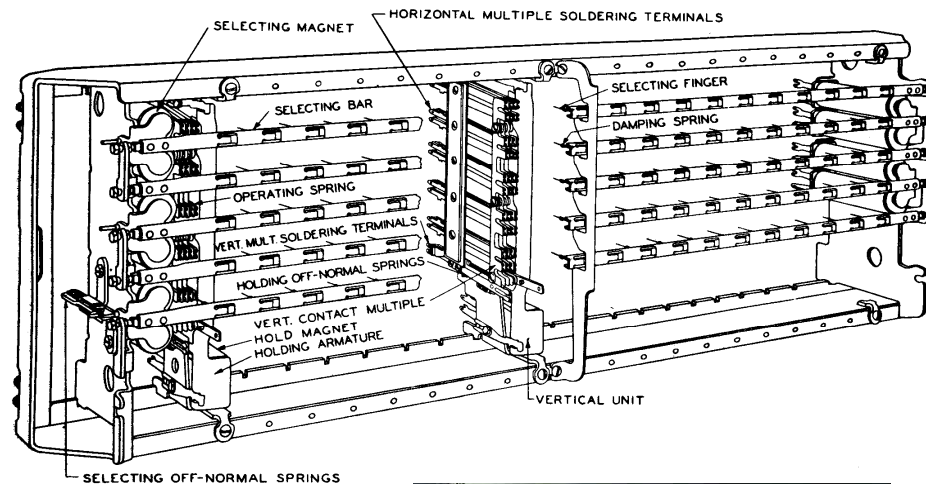 HORIZONTAL MULTIPLE SOLDERING TERMINALS
SELECTING MAGNET
SELECTING FINGER
SELECTING BAR
DAMPING SPRING
OPERATING SPRING
VERT. MULT. SOLDERING TERMINALS
HOLDING OFF-NORMAL SPRINGS
VERT. CONTACT MULTIPLE
HOLD MAGNET
HOLDING ARMATURE
VERTICAL UNIT
SELECTING OFF-NORMAL SPRINGS